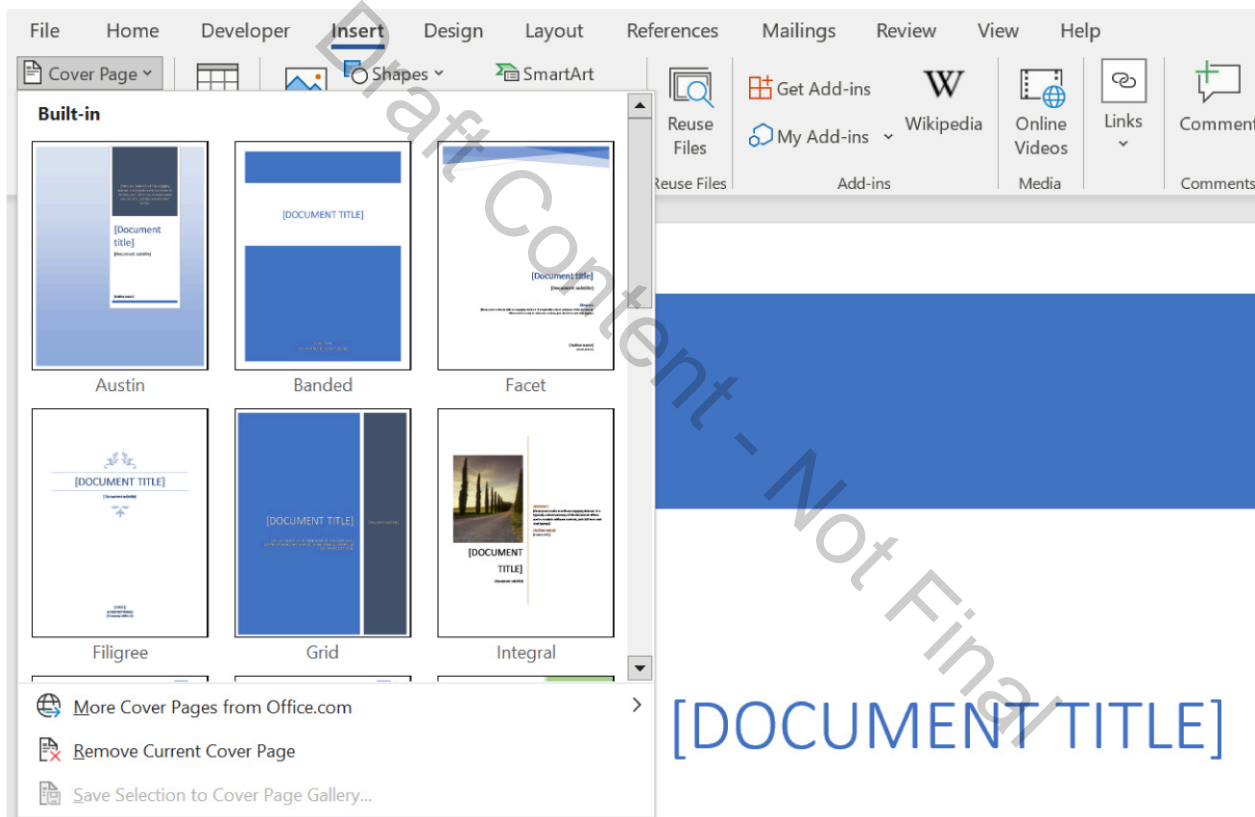 File Home Developer Insert Design Layout References Mailings Review View Help
Cover Page Shapes SmartArt
Get Add-ins
My Add-ins
Wikipedia
Reuse
Files
Online
Videos
Links
Comment
Reuse Files Add-ins Media Comments
Built-in
[Document
title]
[Document subtitle]
[DOCUMENT TITLE]
[Document title]
[Document subtitle]
Austin Banded Facet
[DOCUMENT TITLE]
[DOCUMENT TITLE]
[DOCUMENT
TITLE]
Filigree Grid Integral
More Cover Pages from Office.com
Remove Current Cover Page
Save Selection to Cover Page Gallery...
[DOCUMENT TITLE]
Draft Content - Not Final